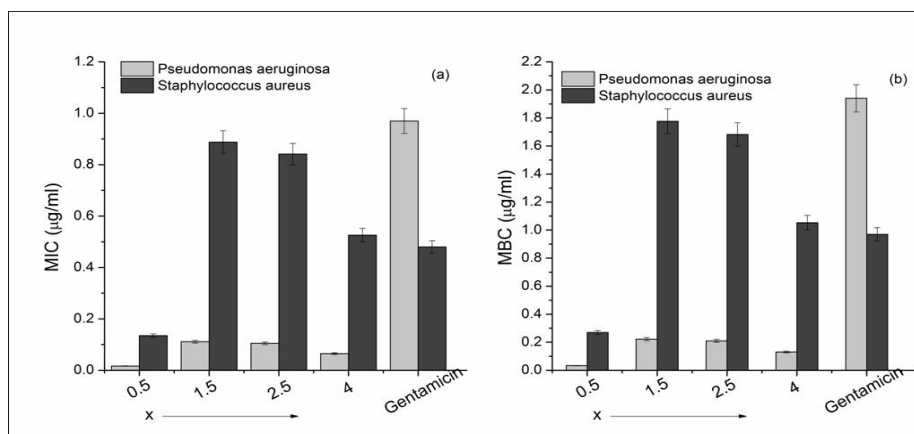 (a)
Pseudomonas aeruginosa
Staphylococcus aureus
MIC (μg/ml)
1.2
1.0
0.8
0.6
0.4
0.2
0.0
0.5 1.5 2.5 4 Gentamicin
x
(b)
Pseudomonas aeruginosa
Staphylococcus aureus
MBC (μg/ml)
2.2
2.0
1.8
1.6
1.4
1.2
1.0
0.8
0.6
0.4
0.2
0.0
0.5 1.5 2.5 4 Gentamicin
x